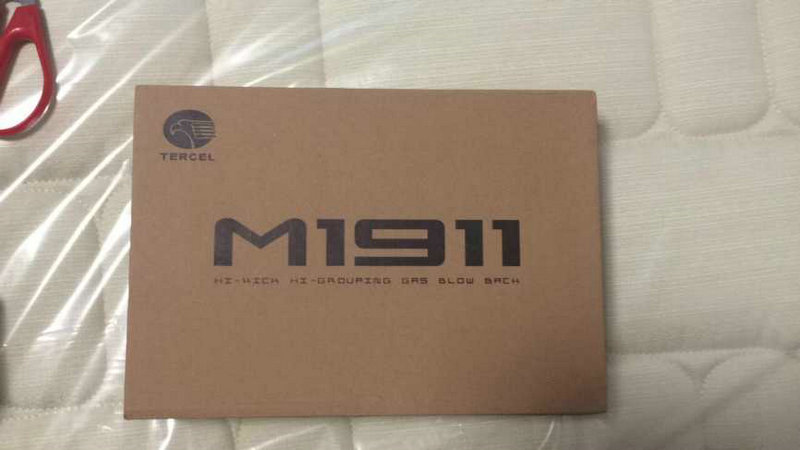 TERCEL
M1911
HI-KICK HI-GROUPING GAS BLOW BACK